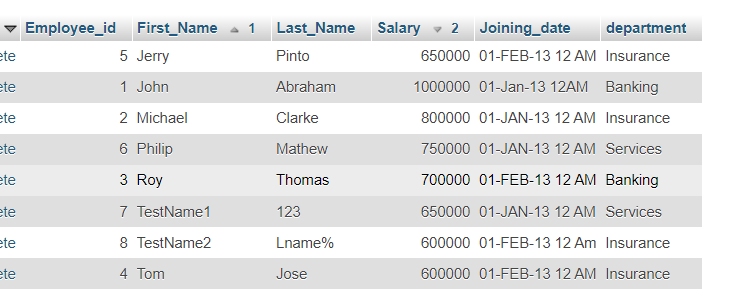 Employee_id First_Name 1 Last_Name Salary 2 Joining_date department
ete 5 Jerry Pinto 650000 01-FEB-13 12 AM Insurance
ete 1 John Abraham 1000000 01-Jan-13 12AM Banking
ete 2 Michael Clarke 800000 01-JAN-13 12 AM Insurance
ete 6 Philip Mathew 750000 01-JAN-13 12 AM Services
ete 3 Roy Thomas 700000 01-FEB-13 12 AM Banking
ete 7 TestName1 123 650000 01-JAN-13 12 AM Services
ete 8 TestName2 Lname% 600000 01-FEB-13 12 Am Insurance
ete 4 Tom Jose 600000 01-FEB-13 12 AM Insurance